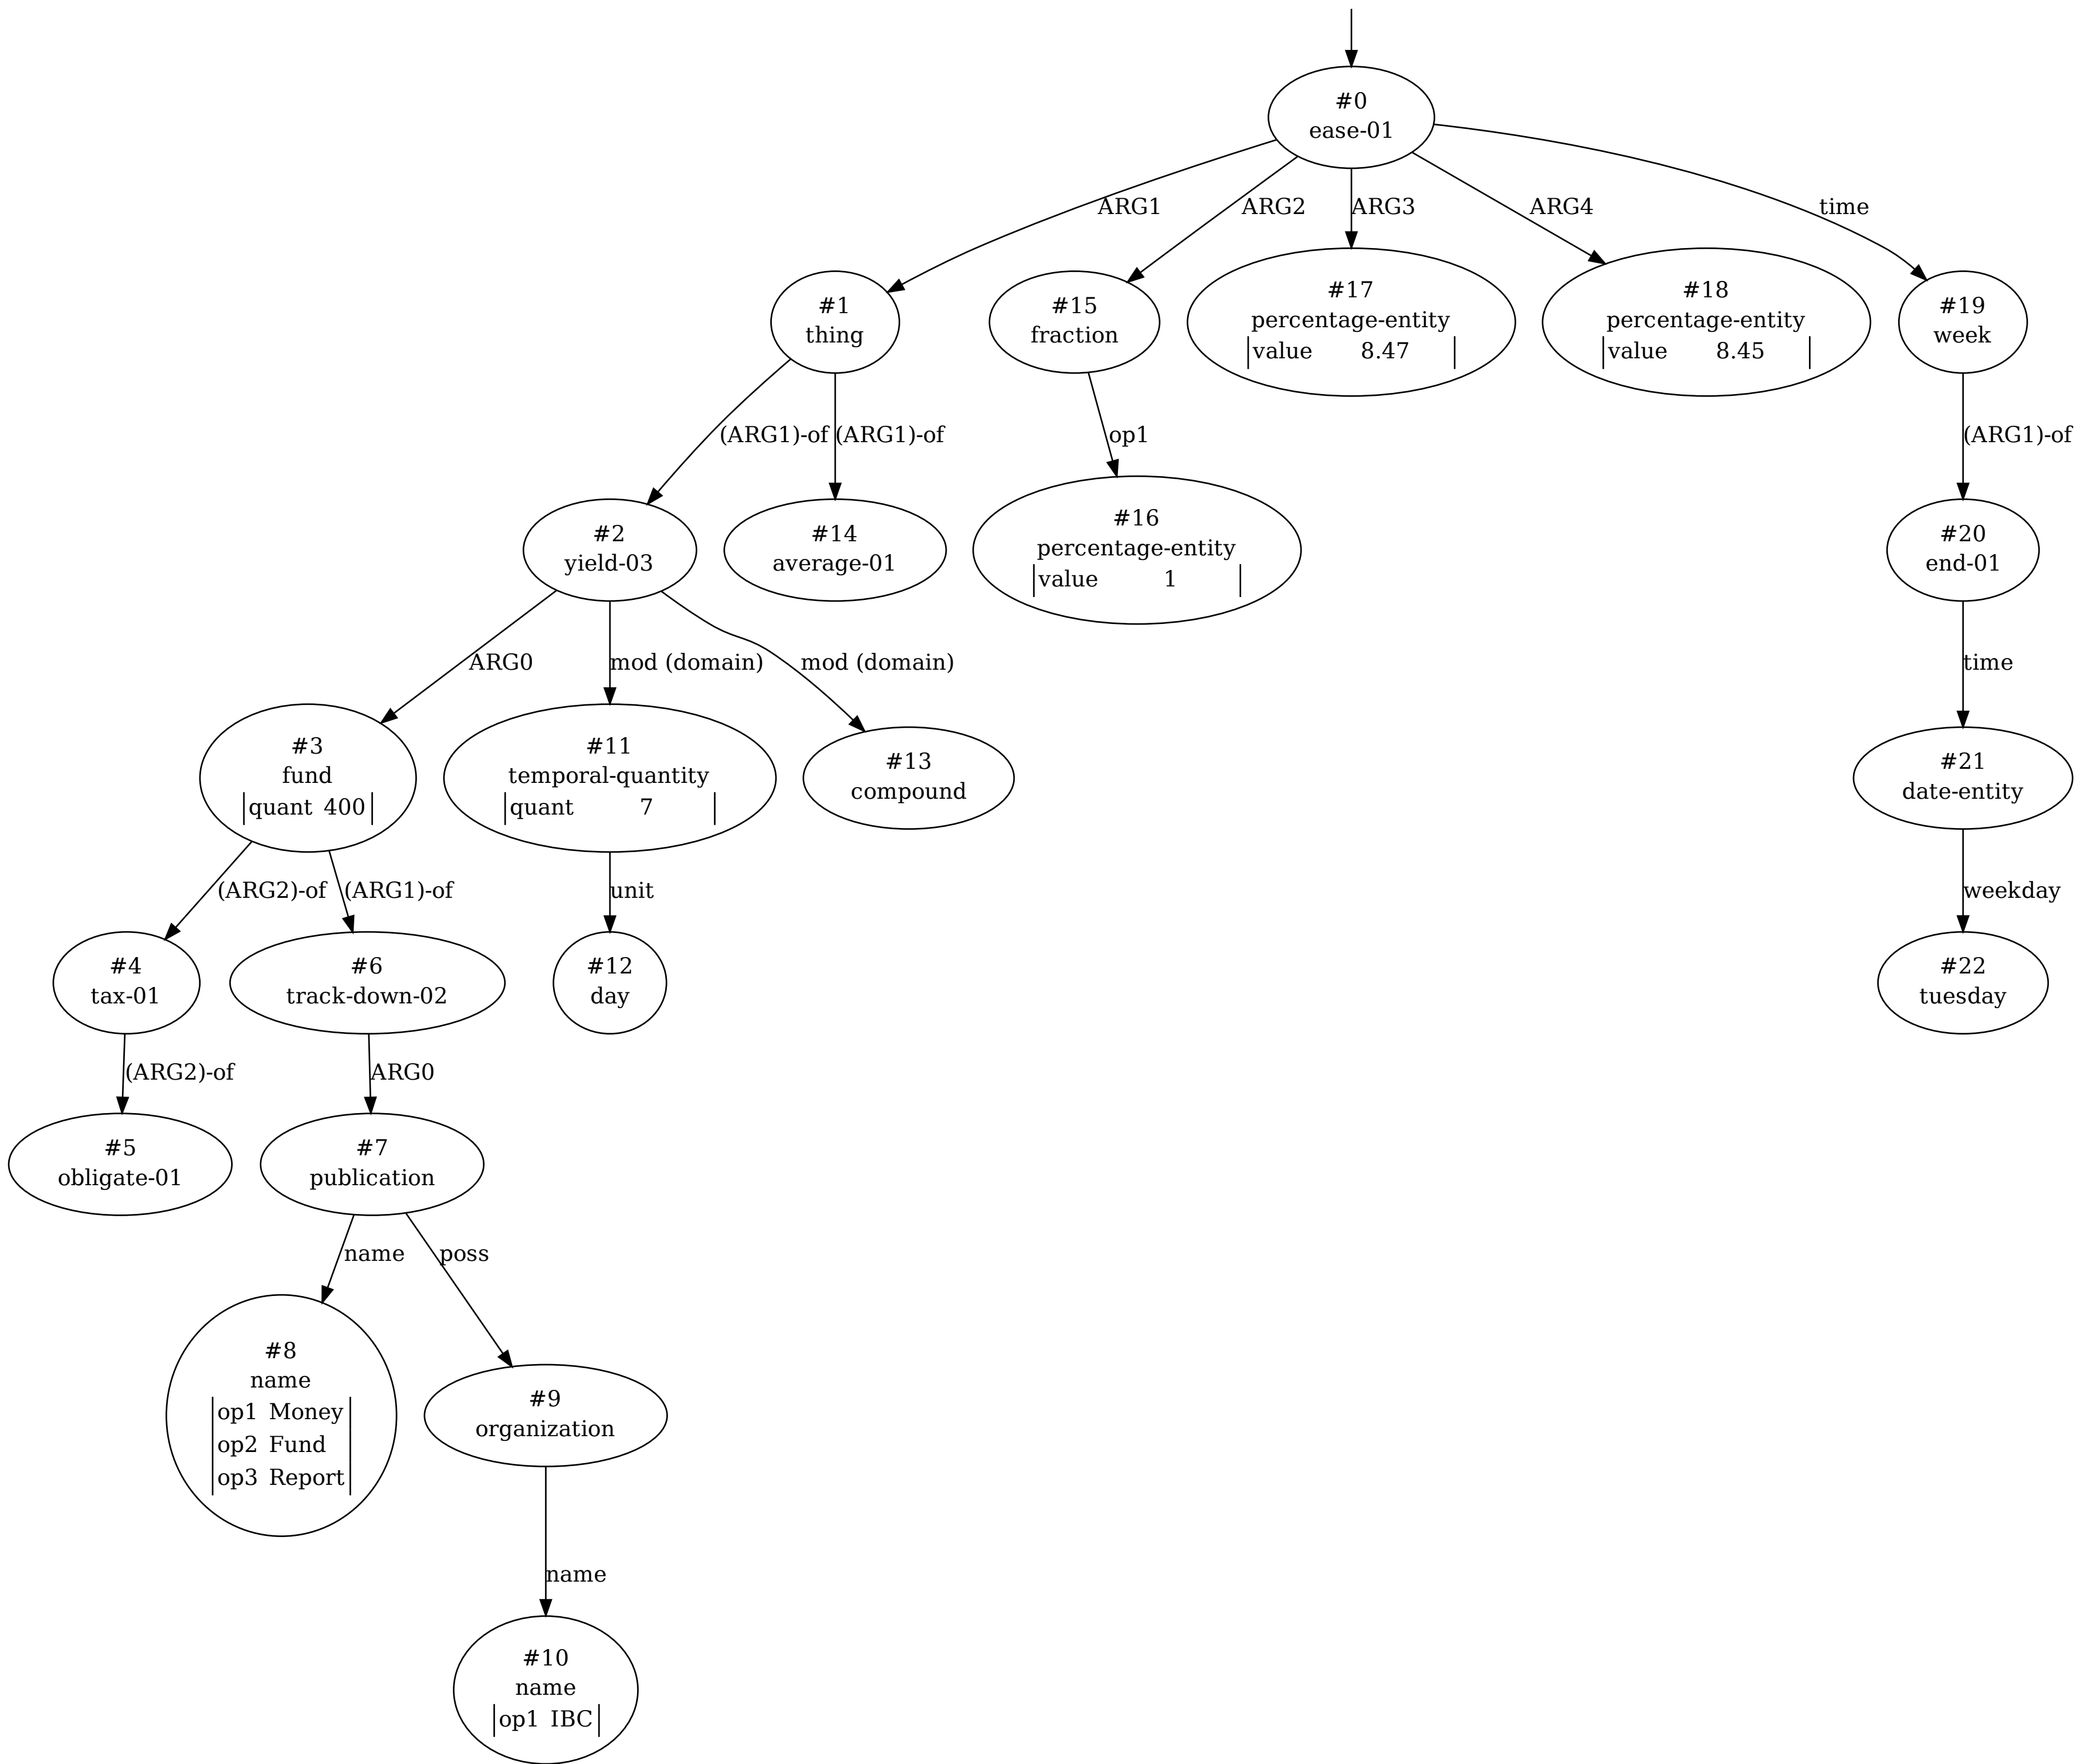 #0
ease-01
ARG1
ARG2
ARG3
ARG4
time
#1
thing
#15
fraction
#17
percentage-entity
value 8.47
#18
percentage-entity
value 8.45
#19
week
(ARG1)-of
(ARG1)-of
op1
(ARG1)-of
#2
yield-03
#14
average-01
#16
percentage-entity
value 1
#20
end-01
ARG0
mod (domain)
mod (domain)
time
#3
fund
quant 400
#11
temporal-quantity
quant 7
#13
compound
#21
date-entity
(ARG2)-of
(ARG1)-of
unit
weekday
#4
tax-01
#6
track-down-02
#12
day
#22
tuesday
(ARG2)-of
ARG0
#5
obligate-01
#7
publication
name
poss
#8
name
op1 Money
op2 Fund
op3 Report
#9
organization
name
#10
name
op1 IBC